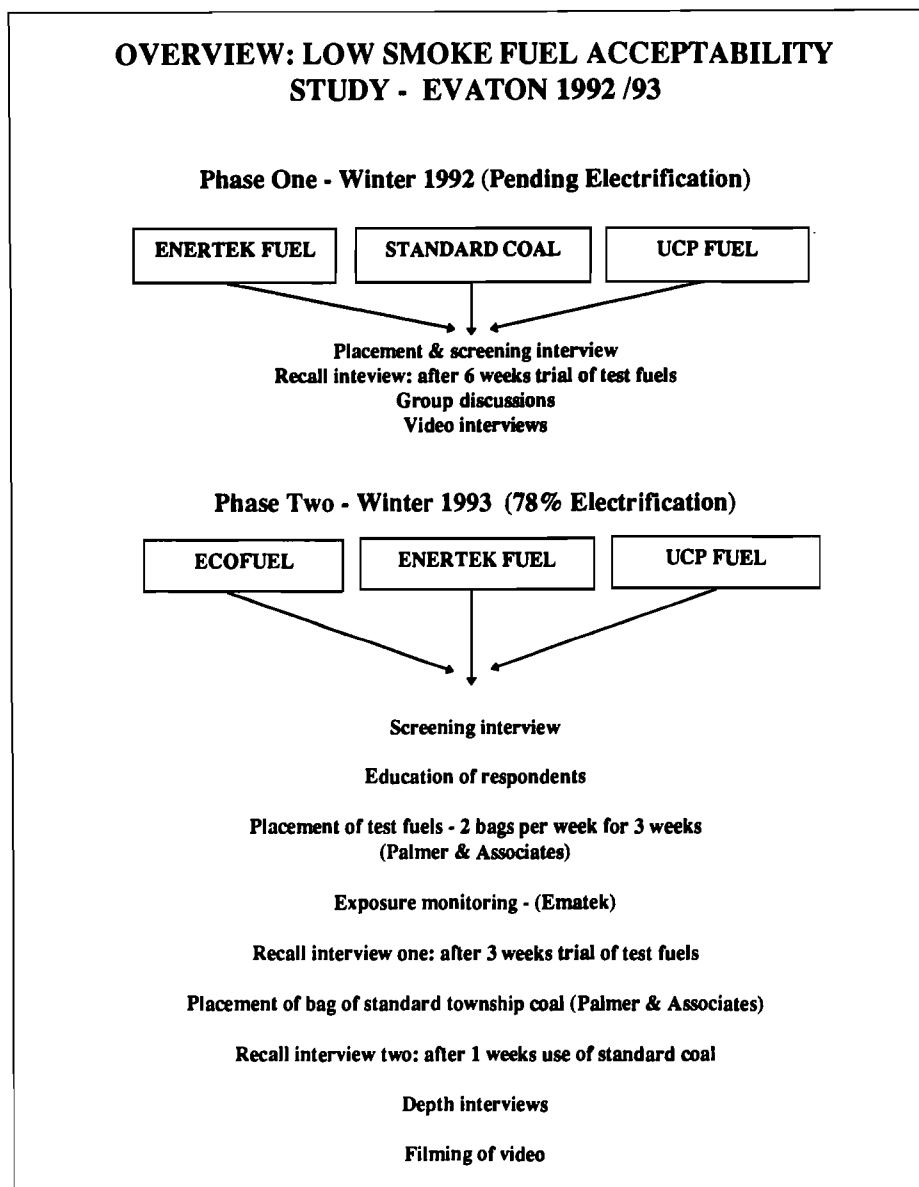 OVERVIEW: LOW SMOKE FUEL ACCEPTABILITY
STUDY - EVATON 1992 /93
Phase One - Winter 1992 (Pending Electrification)
ENERTEK FUEL
STANDARD COAL
UCP FUEL
Placement & screening interview
Recall inteview: after 6 weeks trial of test fuels
Group discussions
Video interviews
Phase Two - Winter 1993 (78% Electrification)
ECOFUEL
ENERTEK FUEL
UCP FUEL
Screening interview
Education of respondents
Placement of test fuels - 2 bags per week for 3 weeks
(Palmer & Associates)
Exposure monitoring - (Ematek)
Recall interview one: after 3 weeks trial of test fuels
Placement of bag of standard township coal (Palmer & Associates)
Recall interview two: after 1 weeks use of standard coal
Depth interviews
Filming of video